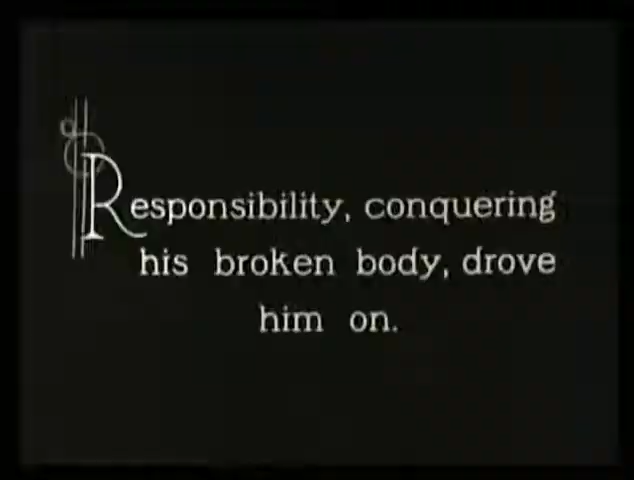 Responsibility, conquering
his broken body, drove
him on.